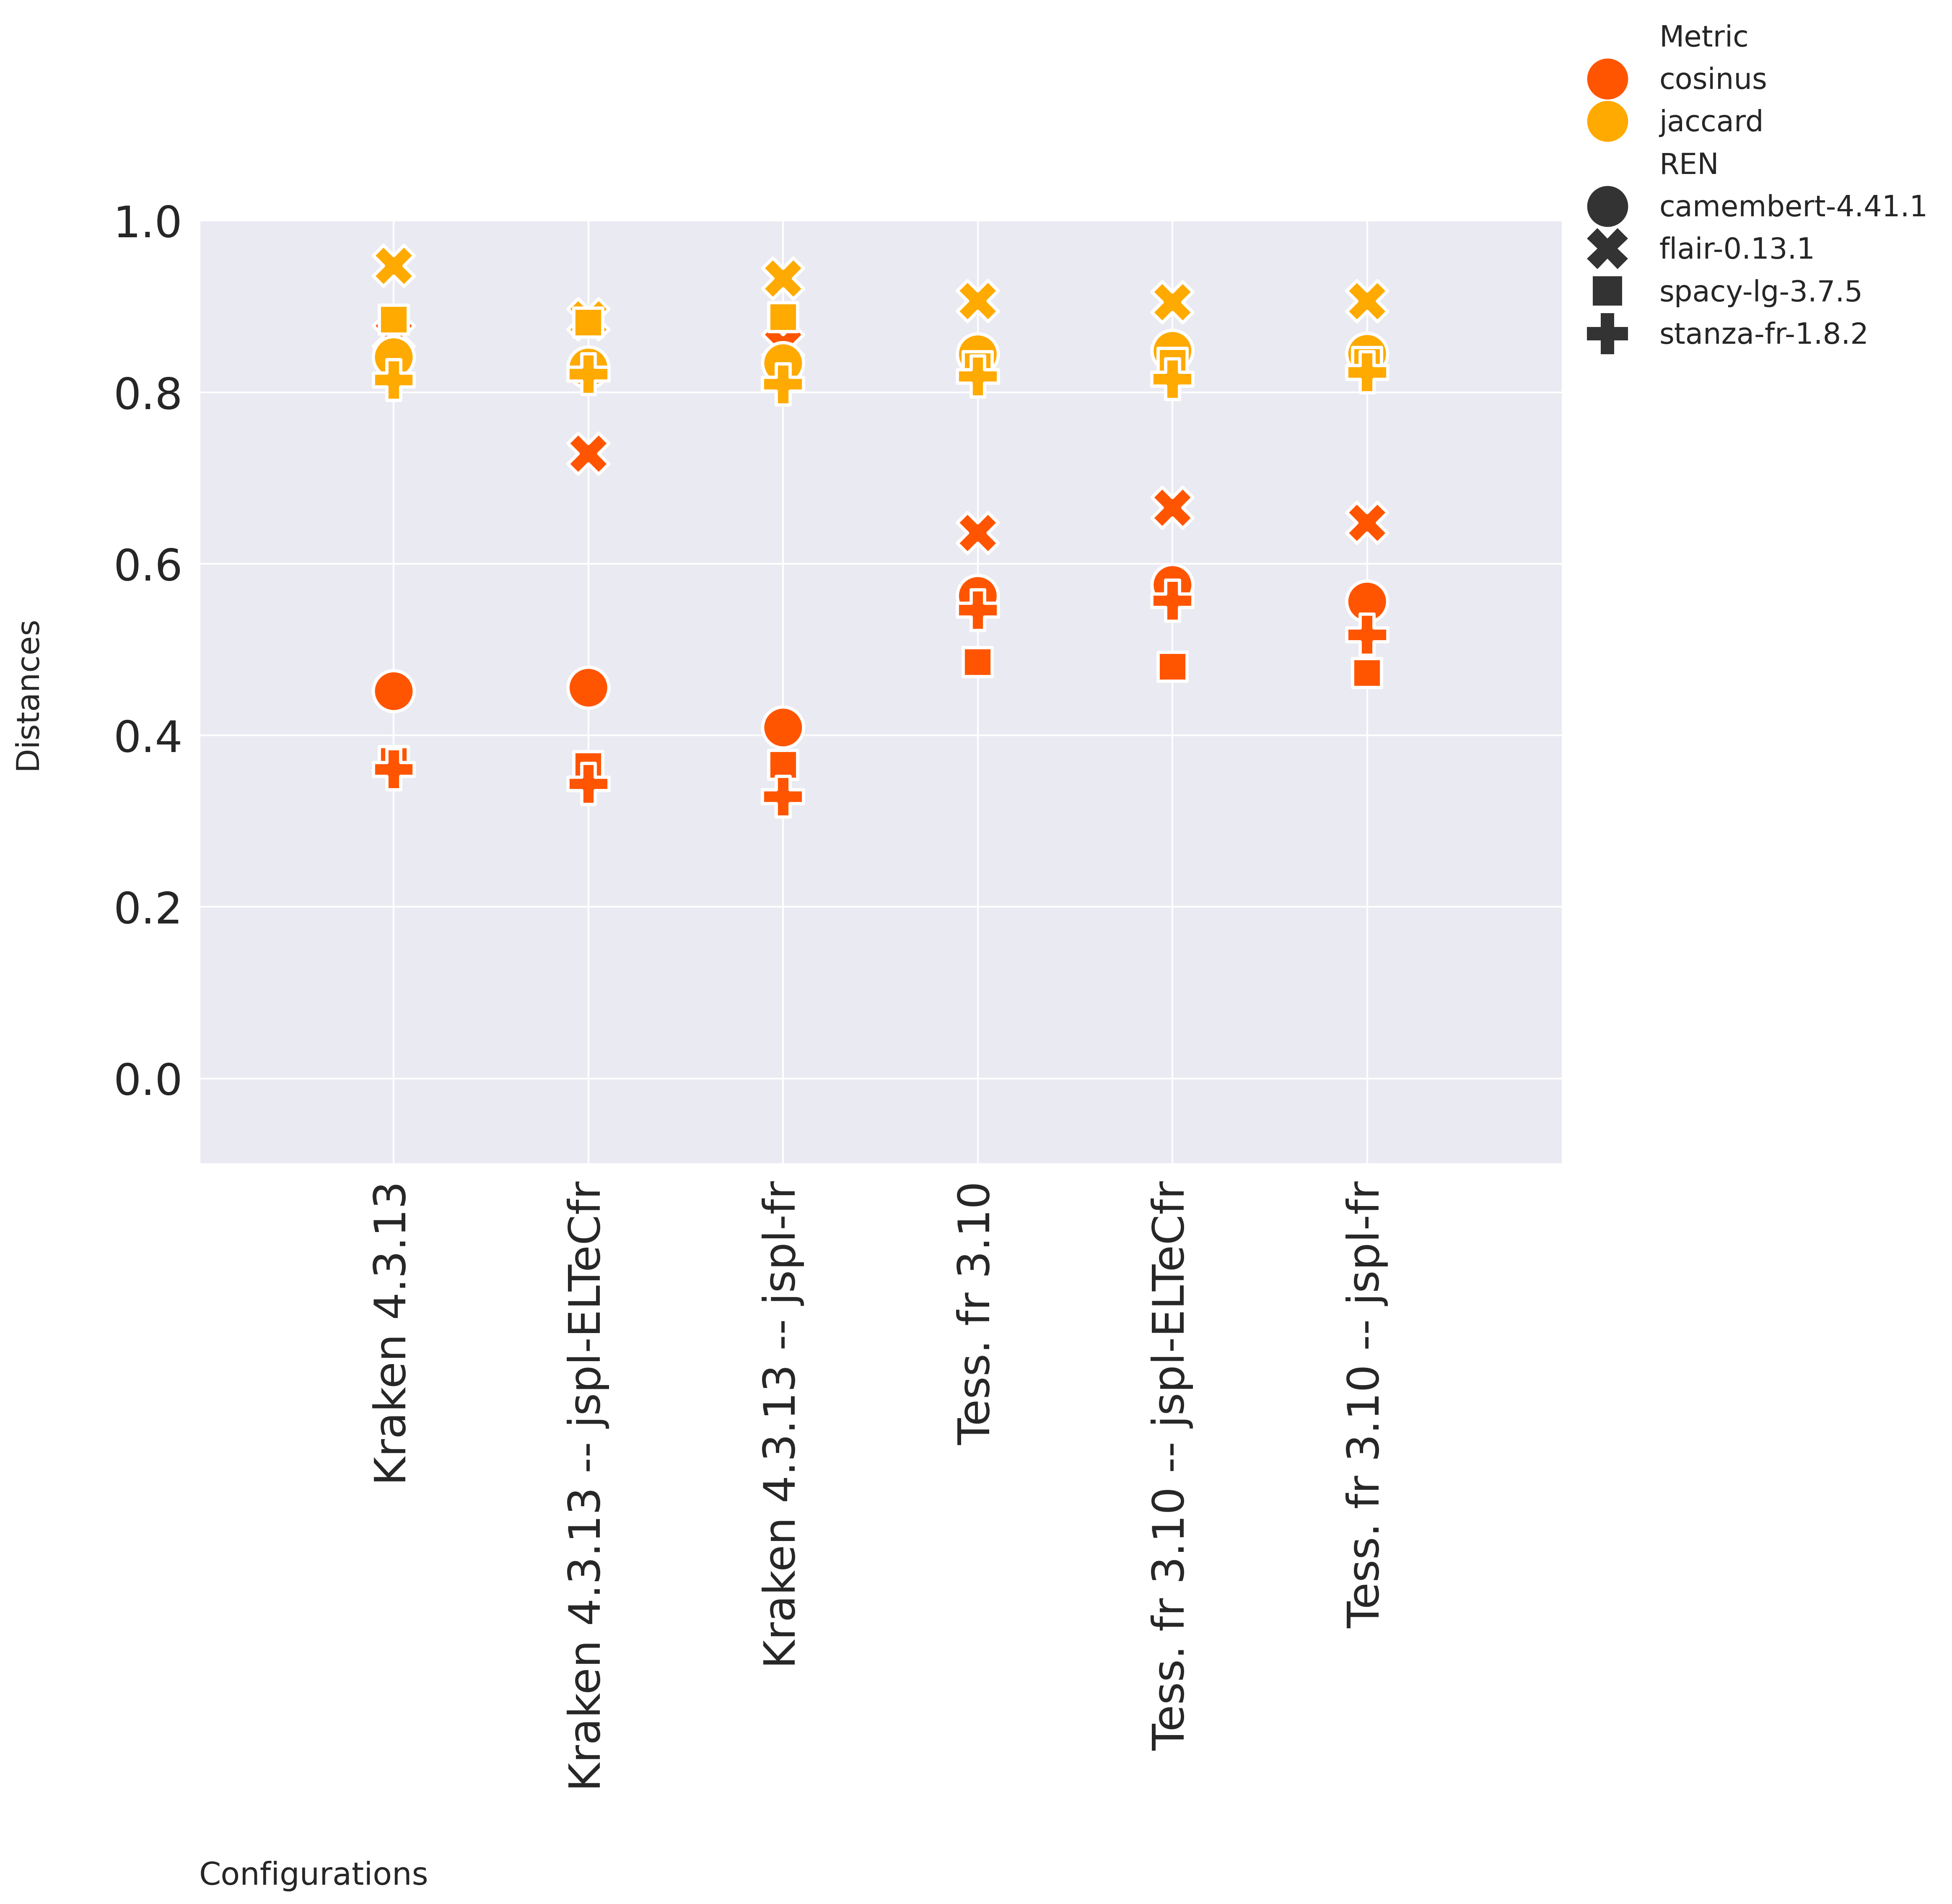 Metric
cosinus
jaccard
REN
camembert-4.41.1
flair-0.13.1
spacy-lg-3.7.5
stanza-fr-1.8.2
Distances
1.0
0.8
0.6
0.4
0.2
0.0
Kraken 4.3.13
Kraken 4.3.13 -- jspl-ELTeCfr
Kraken 4.3.13 -- jspl-fr
Tess. fr 3.10
Tess. fr 3.10 -- jspl-ELTeCfr
Tess. fr 3.10 -- jspl-fr
Configurations